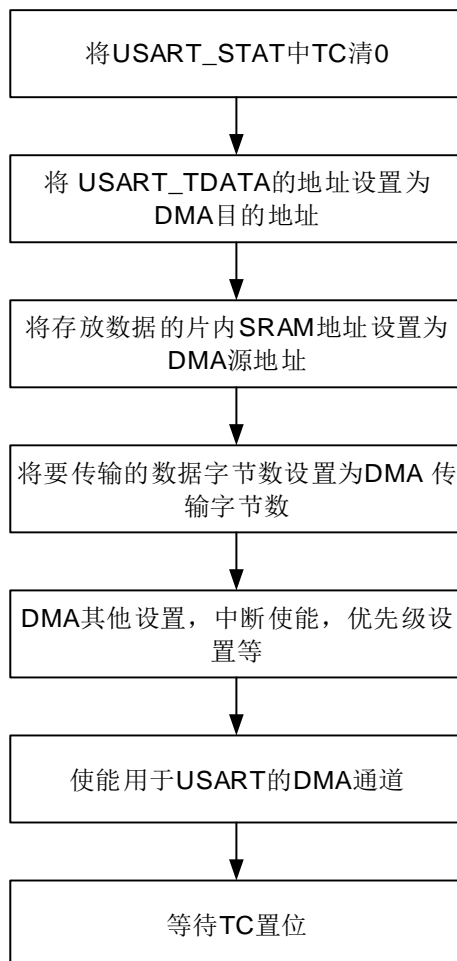 将USART_STAT中TC清0
将 USART_TDATA的地址设置为
DMA目的地址
将存放数据的片内SRAM地址设置为
DMA源地址
将要传输的数据字节数设置为DMA 传
输字节数
DMA其他设置，中断使能，优先级设
置等
使能用于USART的DMA通道
等待TC置位